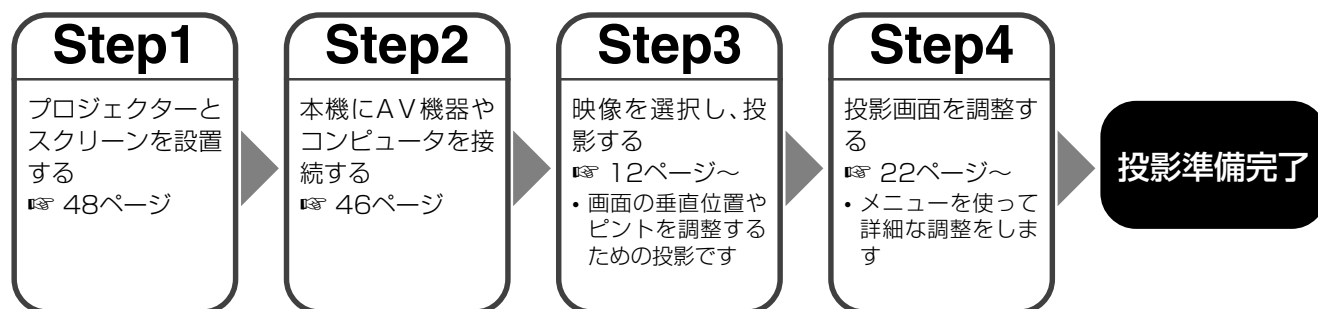 Step1
プロジェクターと
スクリーンを設置
する
☞ 48ページ
Step2
本機にAV機器や
コンピュータを接
続する
☞ 46ページ
Step3
映像を選択し、投
影する
☞ 12ページ～
• 画面の垂直位置や
ピントを調整する
ための投影です
Step4
投影画面を調整す
る
☞ 22ページ～
• メニューを使って
詳細な調整をしま
す
投影準備完了